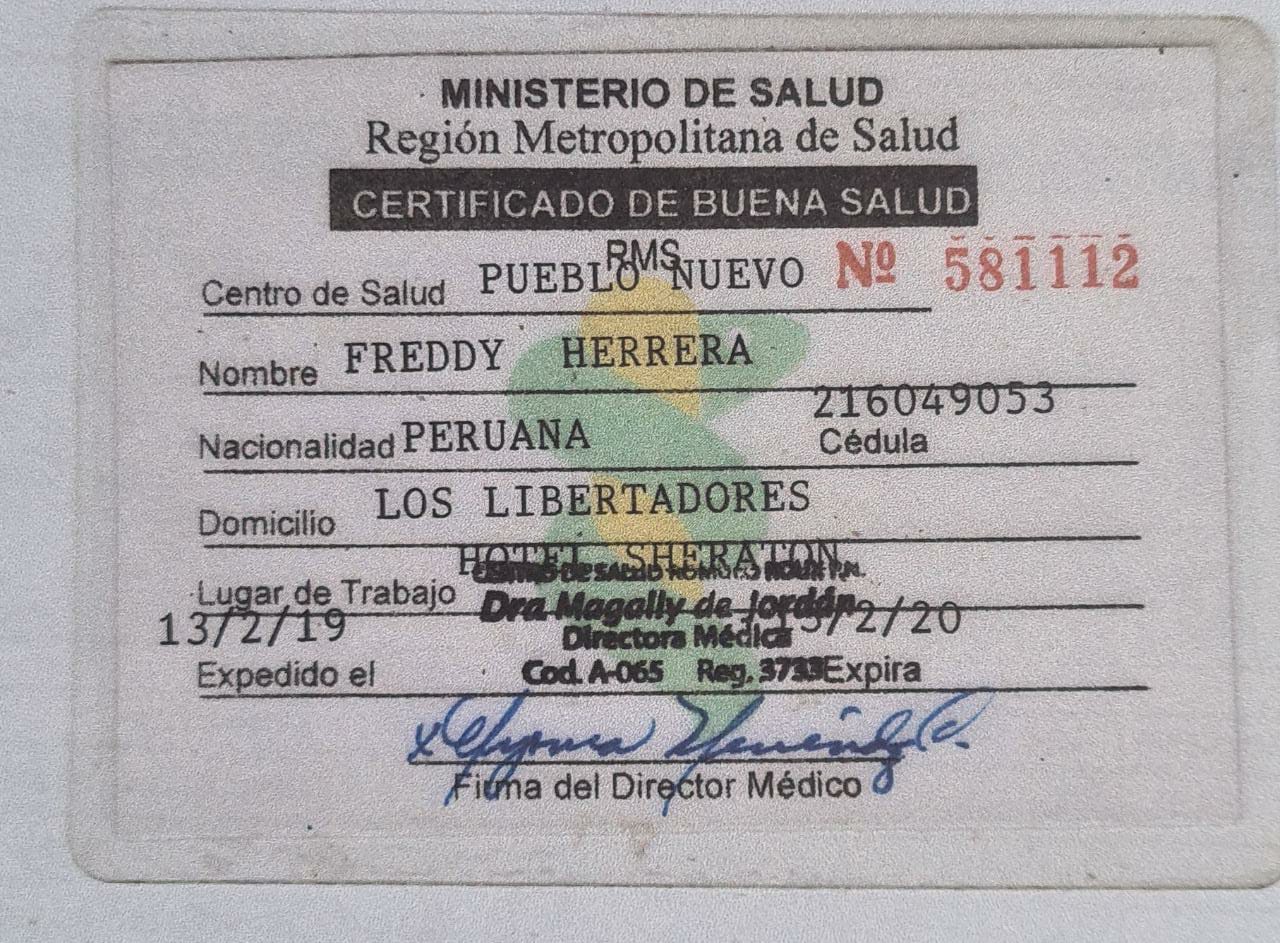 MINISTERIO DE SALUD
Región Metropolitana de Salud
CERTIFICADO DE BUENA SALUD
RMS
Centro de Salud PUEBLO NUEVO Nº 581112
Nombre FREDDY HERRERA
216049053
Nacionalidad PERUANA Cédula
Domicilio LOS LIBERTADORES
HOTEL SHERATON
CENTRO DE SALUD
Lugar de Trabajo
Dra Magally de Jordán
13/2/19 13/2/20
Directora Médica
Expedido el Cod. A-065 Reg. 3733 Expira
Firma del Director Médico